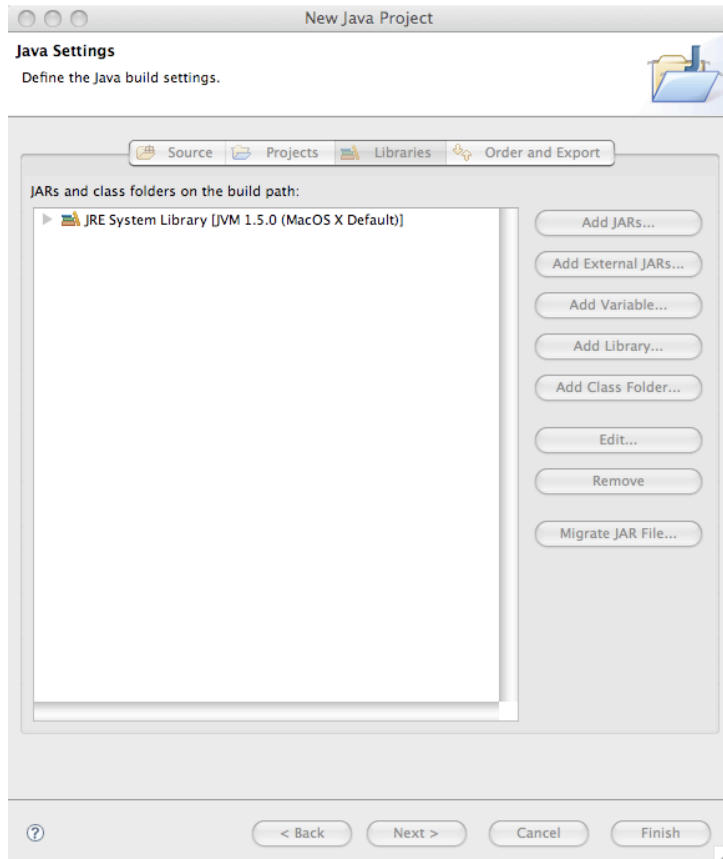 New Java Project
Java Settings
Define the Java build settings.
Source Projects Libraries Order and Export
JARs and class folders on the build path:
JRE System Library [JVM 1.5.0 (MacOS X Default)]
Add JARs...
Add External JARs...
Add Variable...
Add Library...
Add Class Folder...
Edit...
Remove
Migrate JAR File...
? < Back Next > Cancel Finish